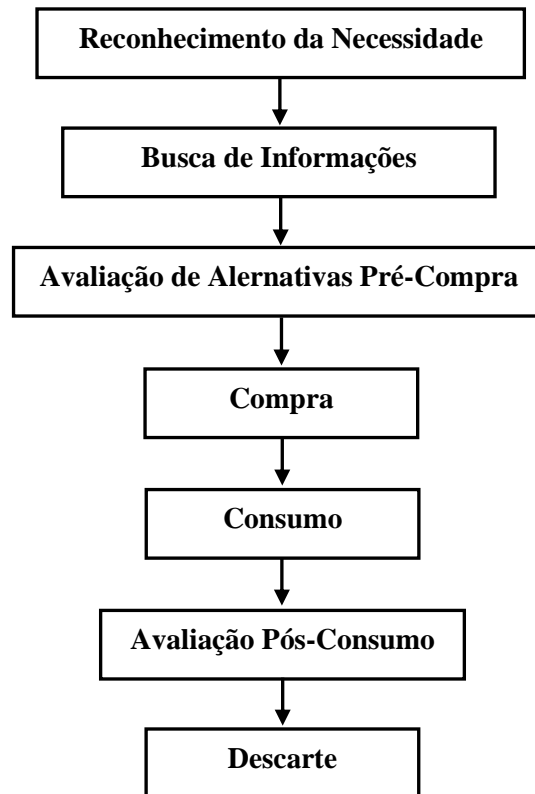 Reconhecimento da Necessidade
Busca de Informações
Avaliação de Alernativas Pré-Compra
Compra
Consumo
Avaliação Pós-Consumo
Descarte